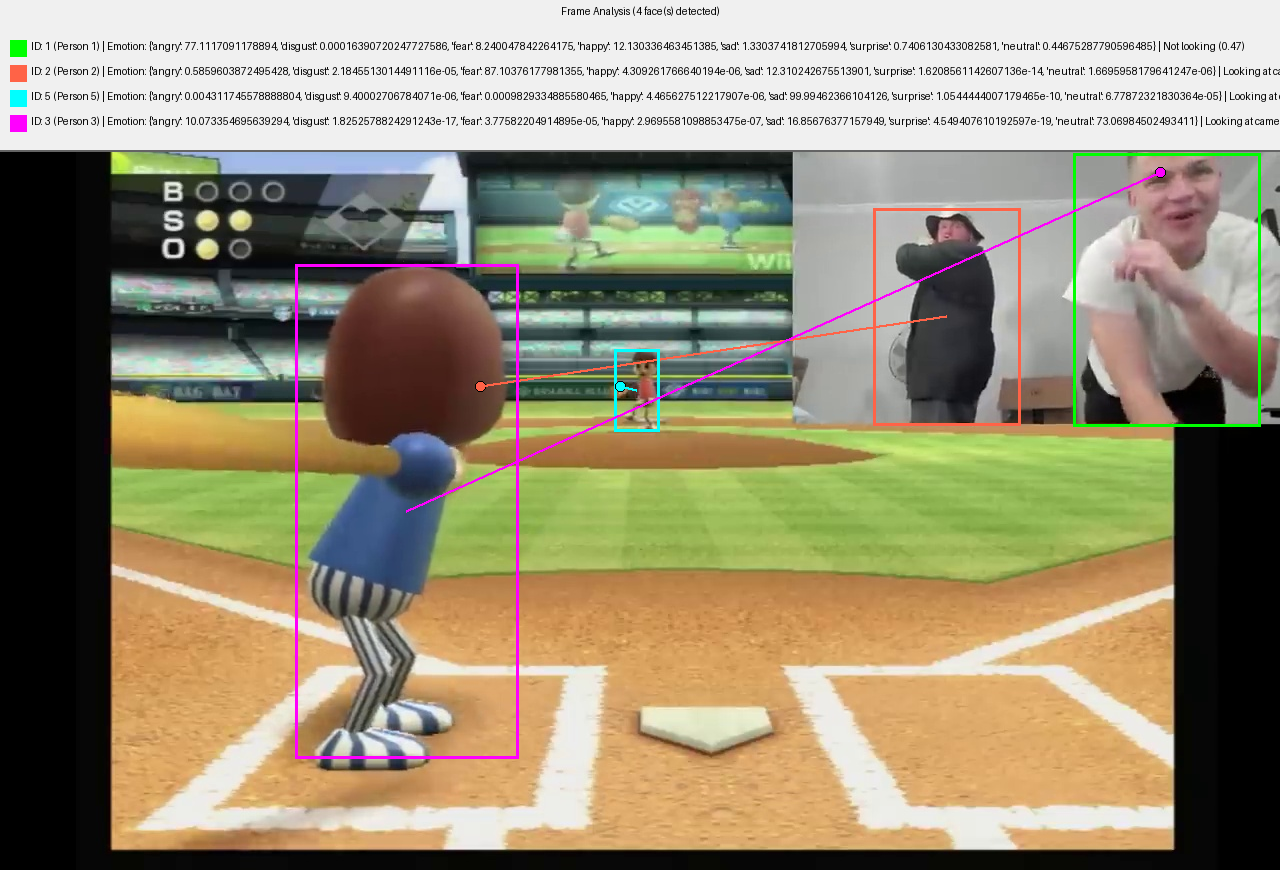 Frame Analysis (4 face(s) detected)
ID: 1 (Person 1) | Emotion: {'angry': 77.1117091178894, 'disgust': 0.00016390720247727586, 'fear': 8.240047842264175, 'happy': 12.130336463451385, 'sad': 1.3303741812705994, 'surprise': 0.7406130433082581, 'neutral': 0.44675287790596485} | Not looking (0.47)
ID: 2 (Person 2) | Emotion: {'angry': 0.5859603872495428, 'disgust': 2.1845513014491116e-05, 'fear': 87.10376177981355, 'happy': 4.309261766640194e-06, 'sad': 12.310242675513901, 'surprise': 1.6208561142607136e-14, 'neutral': 1.6695958179641247e-06} | Looking at ca
ID: 5 (Person 5) | Emotion: {'angry': 0.004311745578888804, 'disgust': 9.40002706784071e-06, 'fear': 0.0009829334885580465, 'happy': 4.465627512217907e-06, 'sad': 99.99462366104126, 'surprise': 1.0544444007179465e-10, 'neutral': 6.77872321830364e-05} | Looking at
ID: 3 (Person 3) | Emotion: {'angry': 10.073354695639294, 'disgust': 1.8252578824291243e-17, 'fear': 3.77582204914895e-05, 'happy': 2.9695581098853475e-07, 'sad': 16.85676377157949, 'surprise': 4.549407610192597e-19, 'neutral': 73.06984502493411} | Looking at came
B
S
O
Wii
BIG BAT